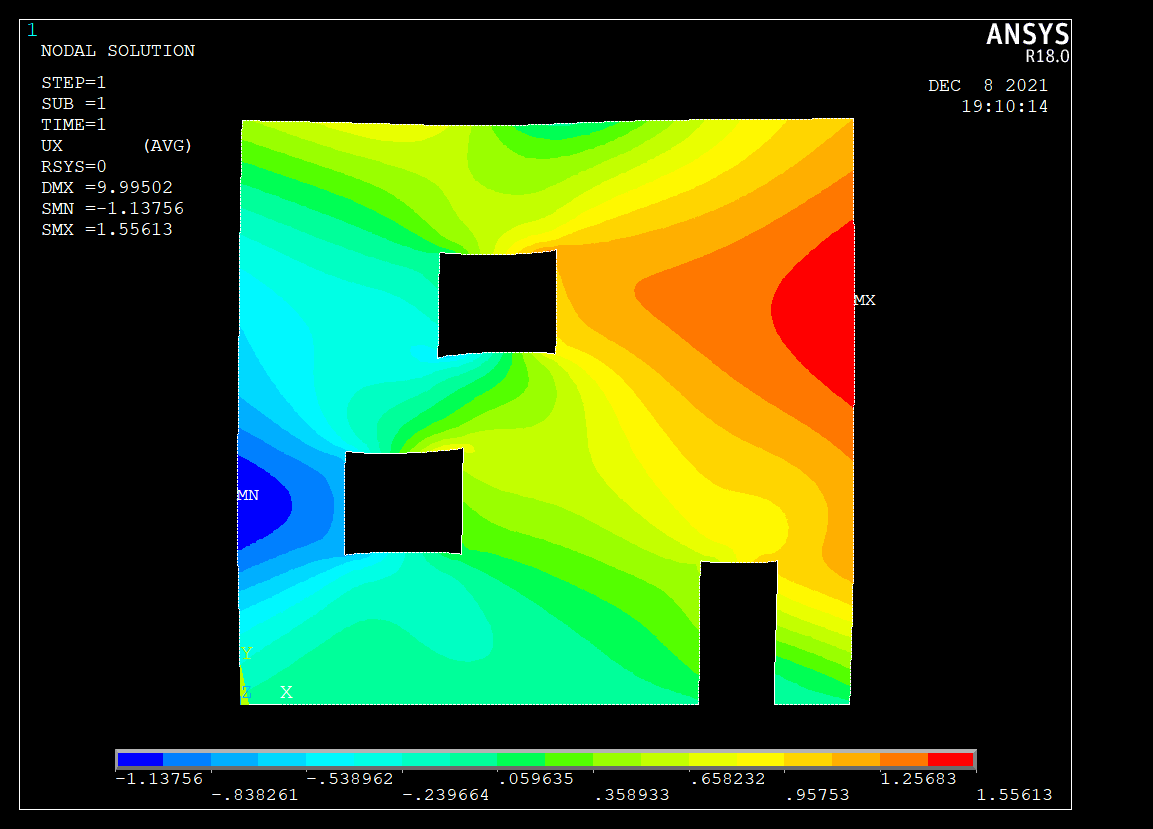 1
NODAL SOLUTION
STEP=1
SUB =1
TIME=1
UX (AVG)
RSYS=0
DMX =9.99502
SMN =-1.13756
SMX =1.55613
ANSYS
R18.0
DEC 8 2021
19:10:14
MX
MN
Y
Z X
-1.13756 -.538962 .059635 .658232 1.25683
-.838261 -.239664 .358933 .95753 1.55613